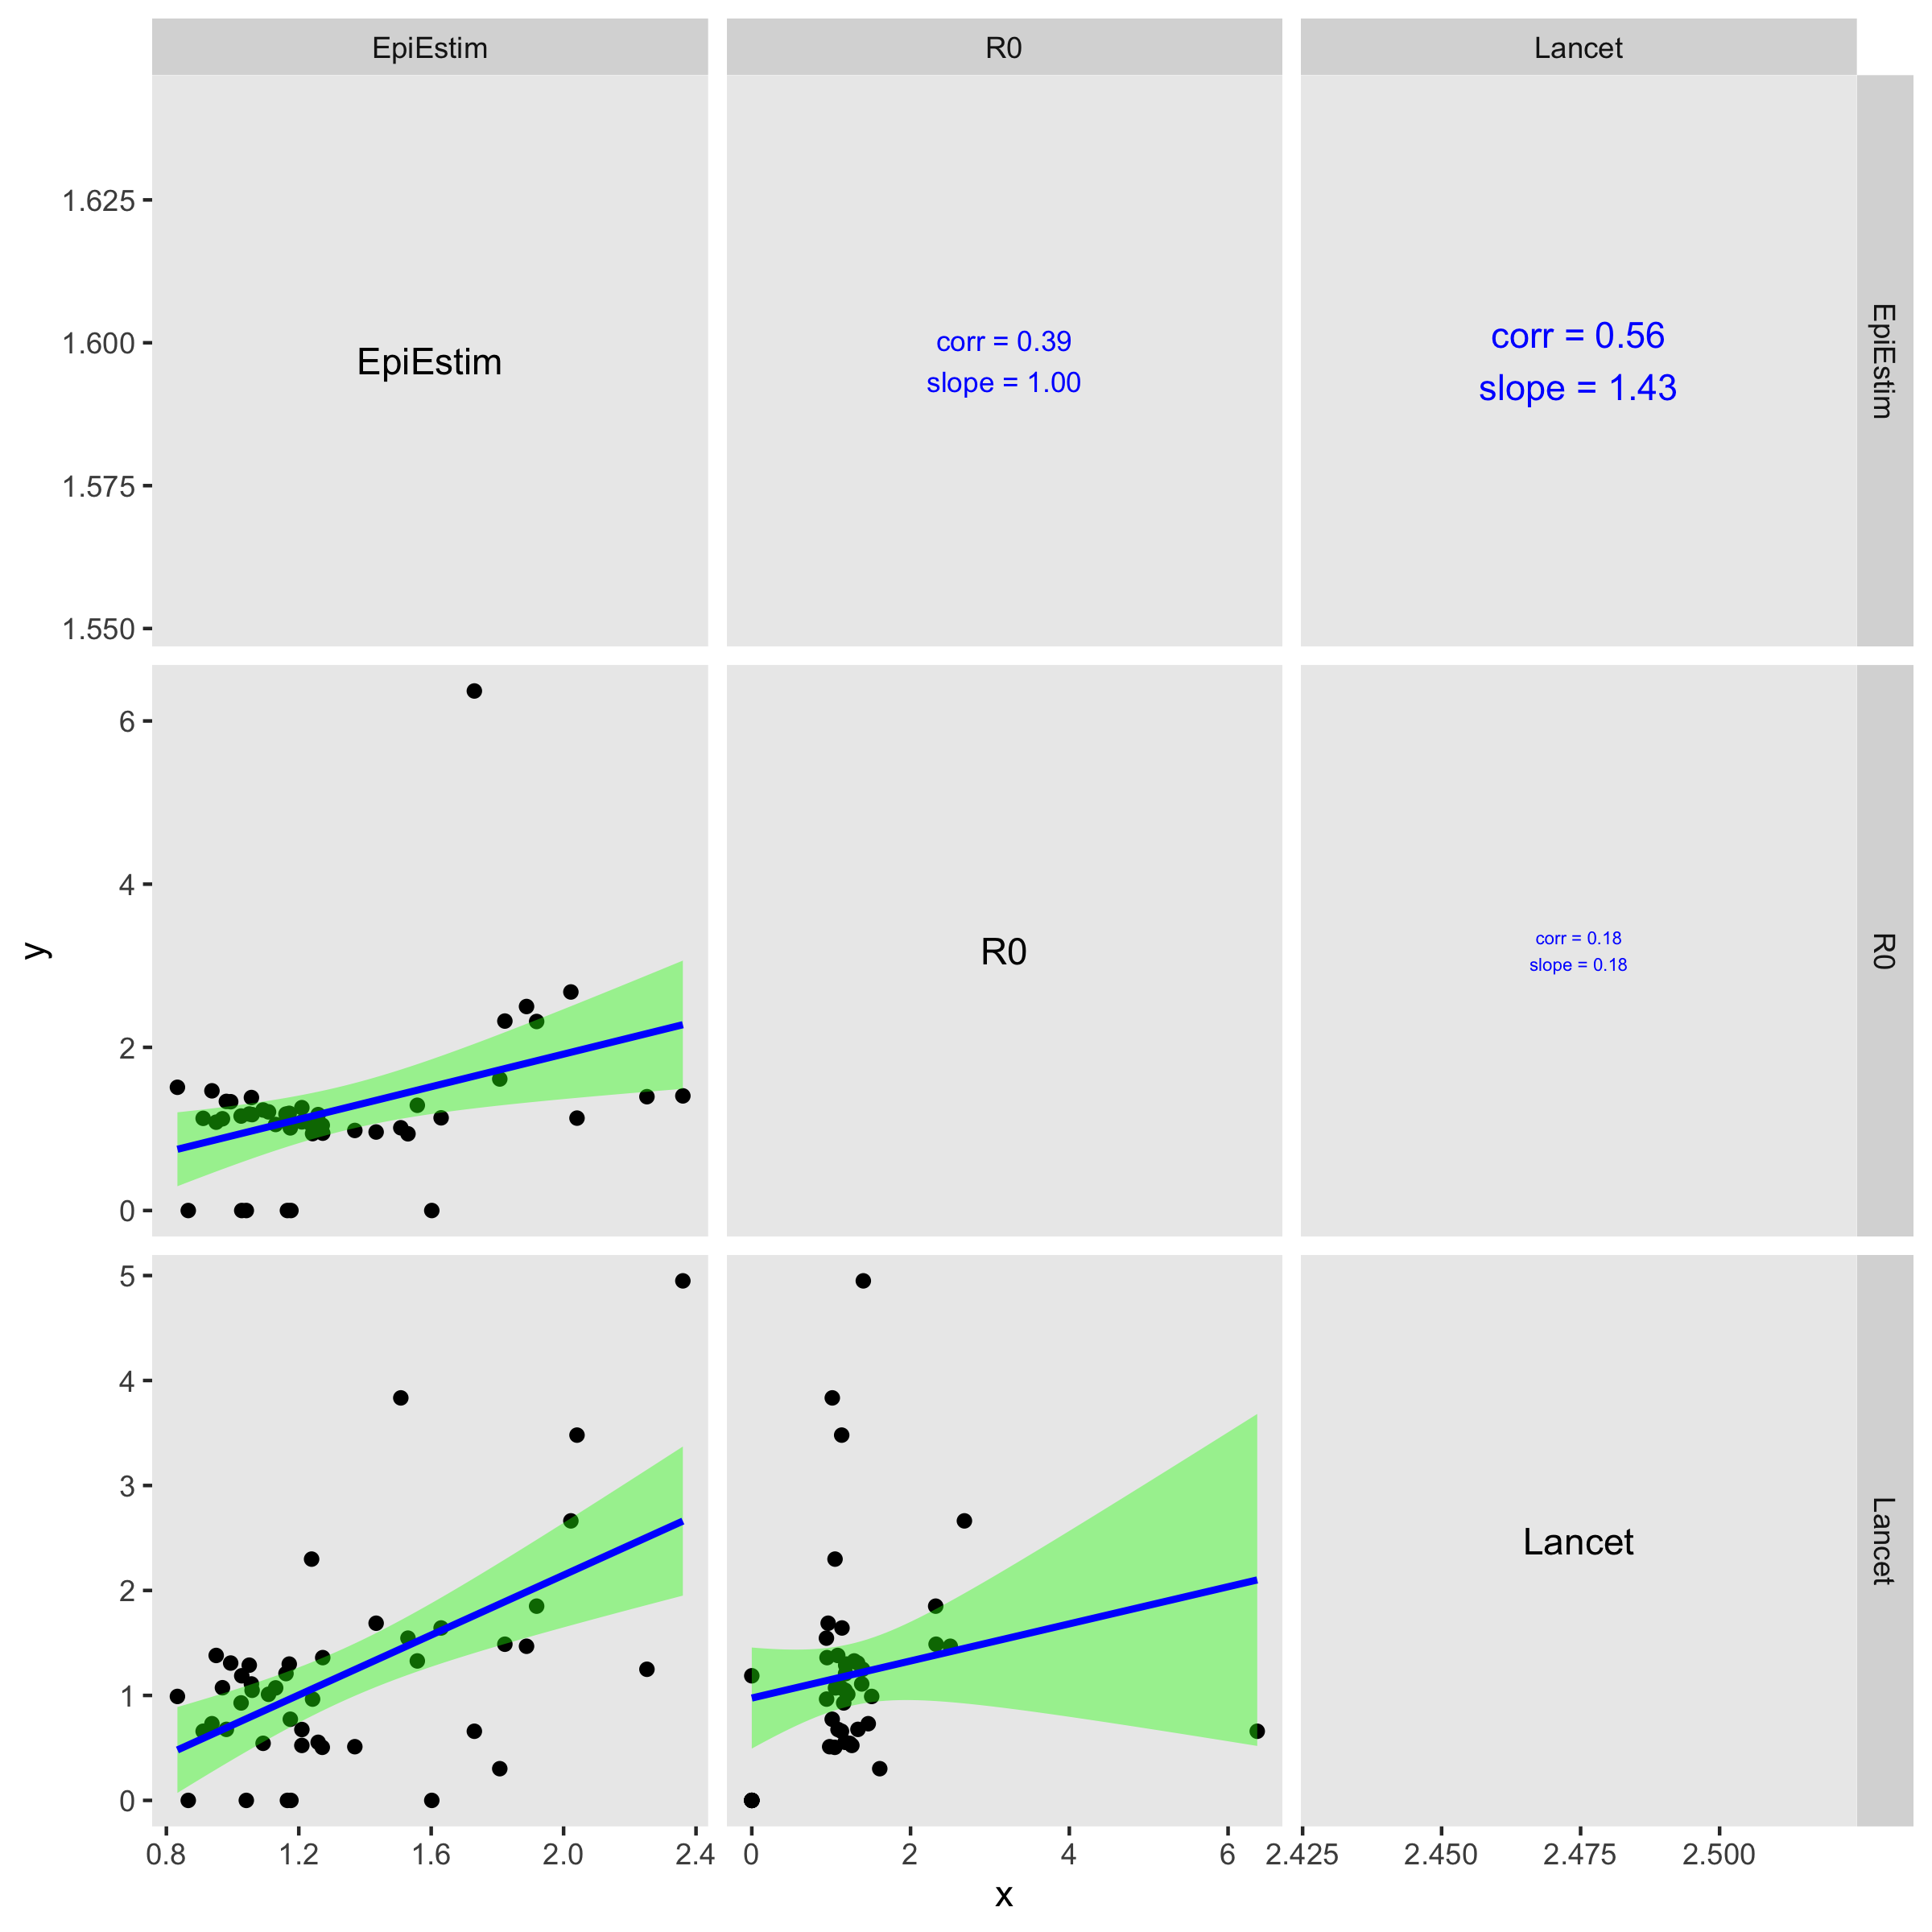 EpiEstim R0 Lancet
1.625
1.600
1.575
1.550
EpiEstim
corr = 0.39
slope = 1.00
corr = 0.56
slope = 1.43
EpiEstim
y
6
4
2
0
R0
corr = 0.18
slope = 0.18
R0
5
4
3
2
1
0
Lancet
Lancet
0.8 1.2 1.6 2.0 2.4 0 2 4 6 2.425 2.450 2.475 2.500
x